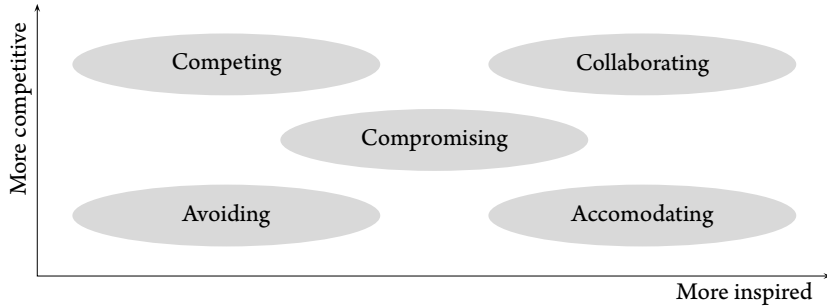 More competitive
Competing
Collaborating
Compromising
Avoiding
Accomodating
More inspired